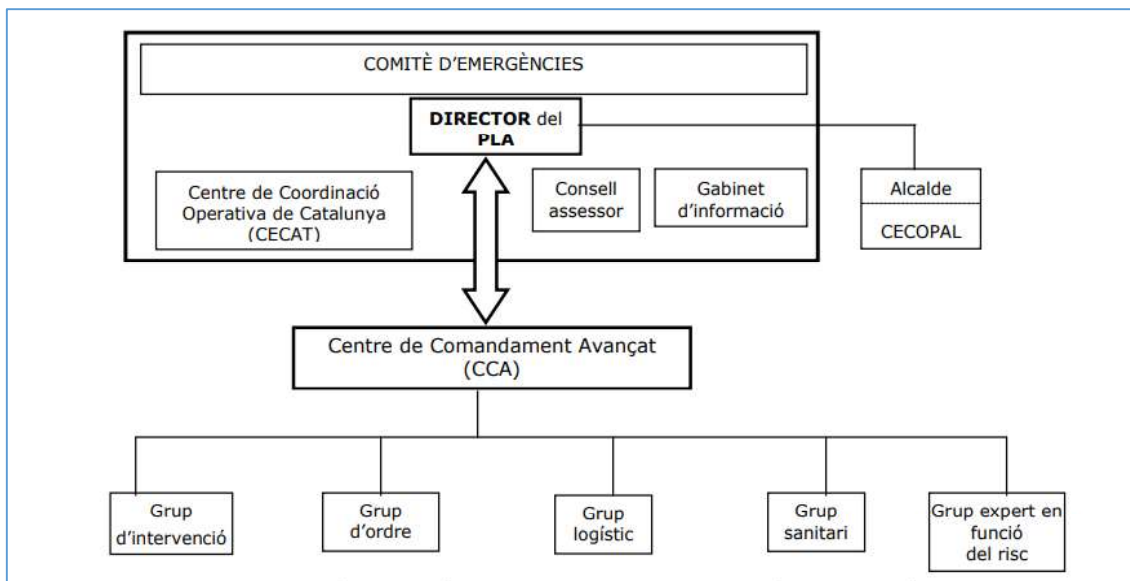 COMITÈ D'EMERGÈNCIES
DIRECTOR del
PLA
Centre de Coordinació
Operativa de Catalunya
(CECAT)
Consell
assessor
Gabinet
d'informació
Alcalde
CECOPAL
Centre de Comandament Avançat
(CCA)
Grup
d'intervenció
Grup
d'ordre
Grup
logístic
Grup
sanitari
Grup expert en
funció
del risc